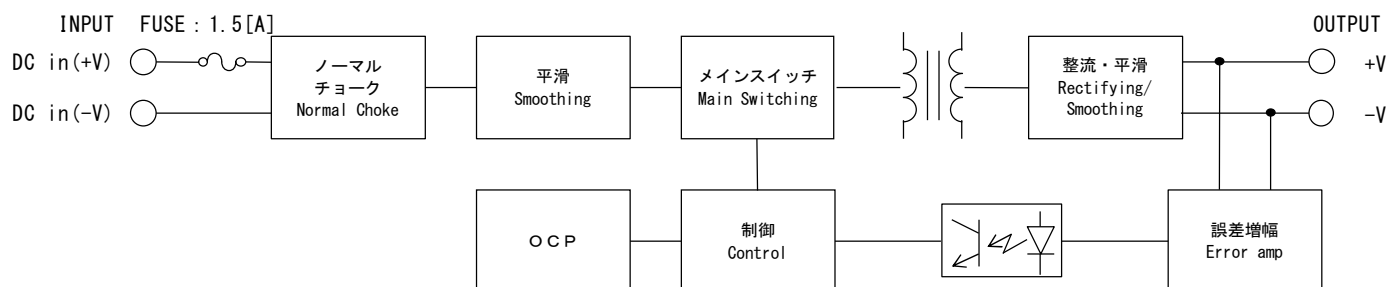 INPUT FUSE : 1.5[A]
OUTPUT
DC in(+V)
ノーマル
チョーク
Normal Choke
平滑
Smoothing
メインスイッチ
Main Switching
整流・平滑
Rectifying/
Smoothing
+V
DC in(-V)
-V
ＯＣＰ
制御
Control
誤差増幅
Error amp